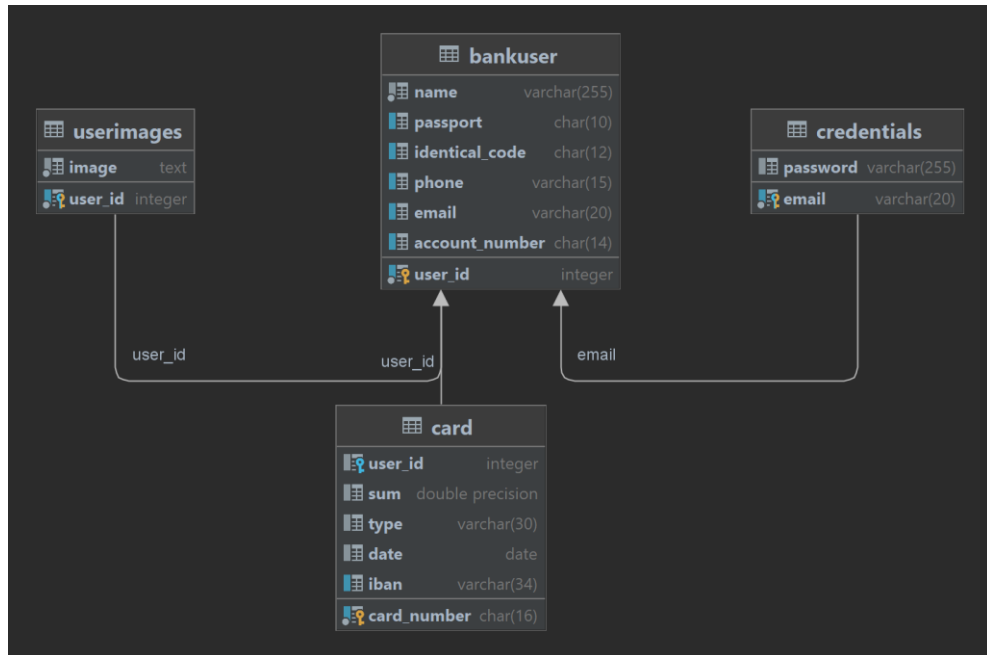 bankuser
name varchar(255)
passport char(10)
identical_code char(12)
phone varchar(15)
email varchar(20)
account_number char(14)
user_id integer
userimages
image text
user_id integer
credentials
password varchar(255)
email varchar(20)
user_id
user_id
email
card
user_id integer
sum double precision
type varchar(30)
date date
iban varchar(34)
card_number char(16)